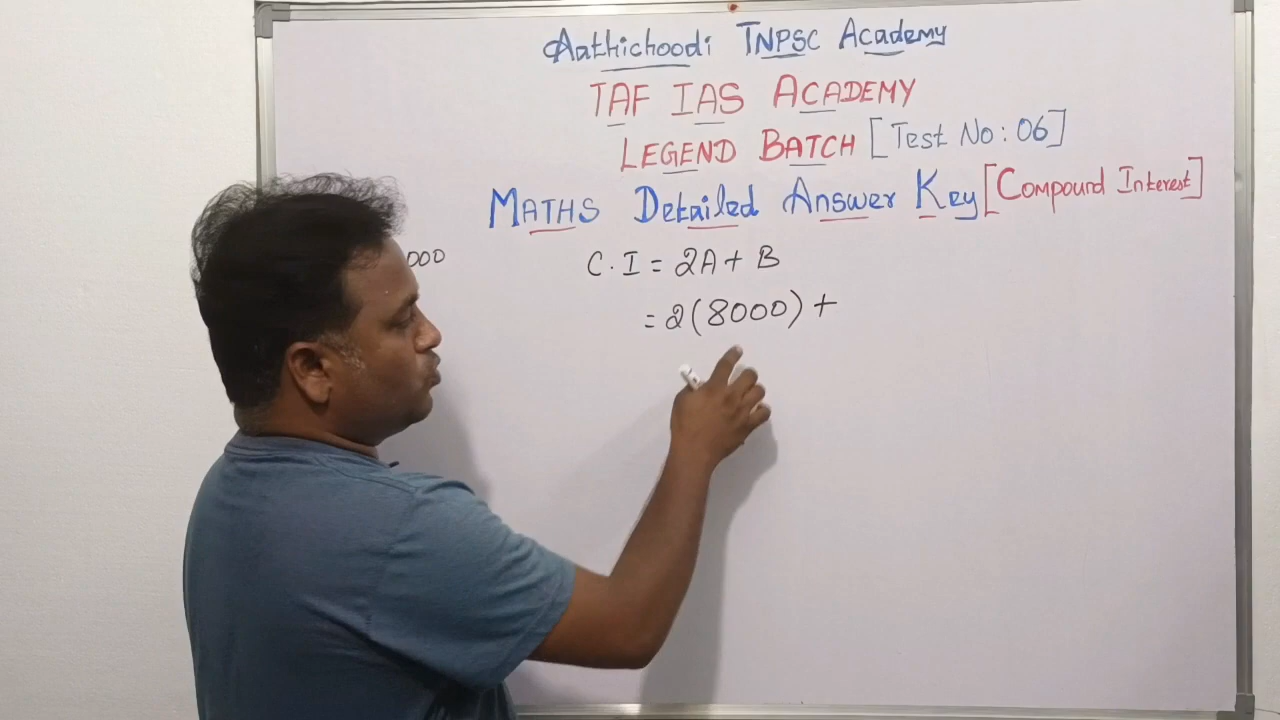 Aathichoodi TNPSC Academy
TAF IAS ACADEMY
LEGEND BATCH [Test No: 06]
MATHS Detailed Answer Key [Compound Interest]
000
C.I = 2A + B
= 2(8000) +